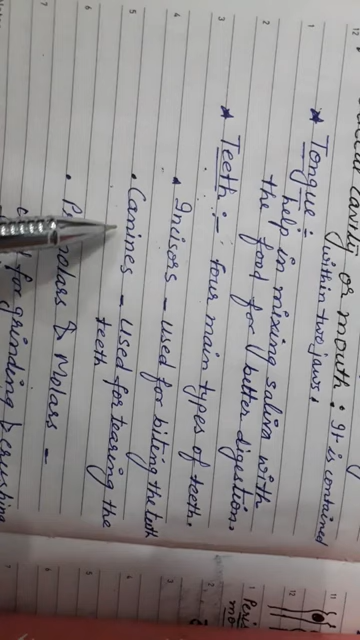 cavity or mouth : It is contained
within two jaws.
* Tongue :-
help in mixing saliva with
the food for better digestion.
* Teeth :- four main types of teeth.
• Incisors - used for biting the
• Canines - Used for tearing the
teeth
molars & Molars -
for grinding & crushing